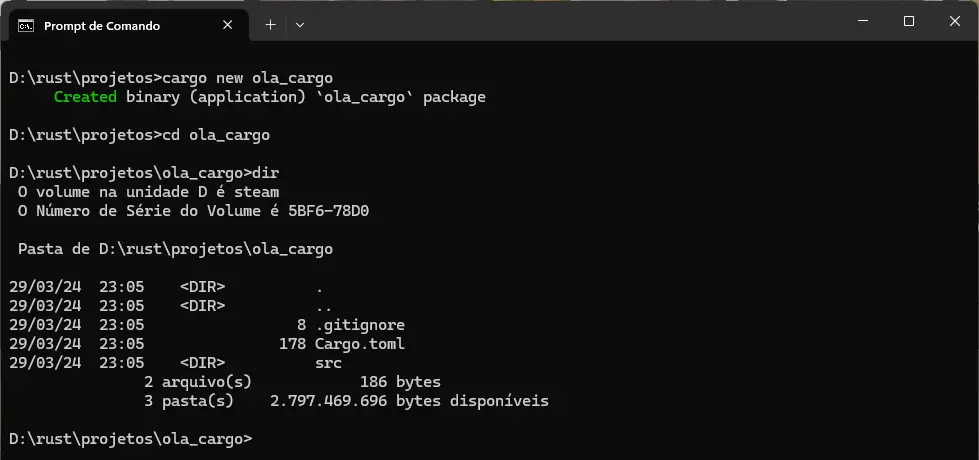 Prompt de Comando
D:\rust\projetos>cargo new ola_cargo
     Created binary (application) `ola_cargo` package
D:\rust\projetos>cd ola_cargo
D:\rust\projetos\ola_cargo>dir
 O volume na unidade D é steam
 O Número de Série do Volume é 5BF6-78D0
 Pasta de D:\rust\projetos\ola_cargo
29/03/24  23:05    <DIR>          .
29/03/24  23:05    <DIR>          ..
29/03/24  23:05                 8 .gitignore
29/03/24  23:05               178 Cargo.toml
29/03/24  23:05    <DIR>          src
               2 arquivo(s)            186 bytes
               3 pasta(s)    2.797.469.696 bytes disponíveis
D:\rust\projetos\ola_cargo>